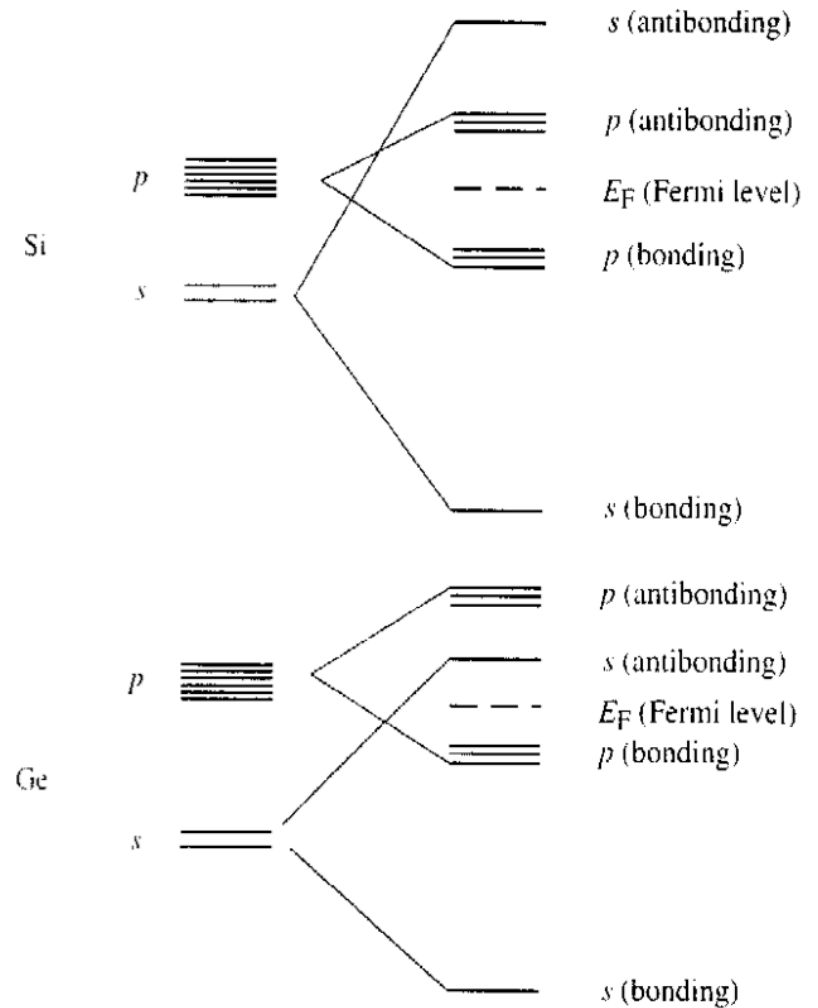 s (antibonding)
p (antibonding)
p
E_F (Fermi level)
Si
p (bonding)
s
s (bonding)
p (antibonding)
s (antibonding)
p
E_F (Fermi level)
p (bonding)
Ge
s
s (bonding)